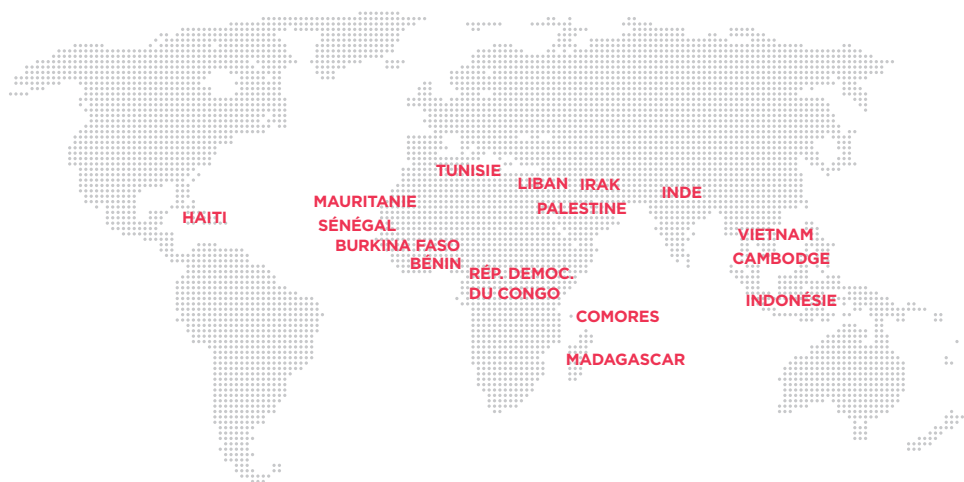 TUNISIE
LIBAN
IRAK
INDE
MAURITANIE
PALESTINE
HAITI
SÉNÉGAL
VIETNAM
BURKINA FASO
CAMBODGE
BÉNIN
RÉP. DEMOC.
DU CONGO
INDONÉSIE
COMORES
MADAGASCAR